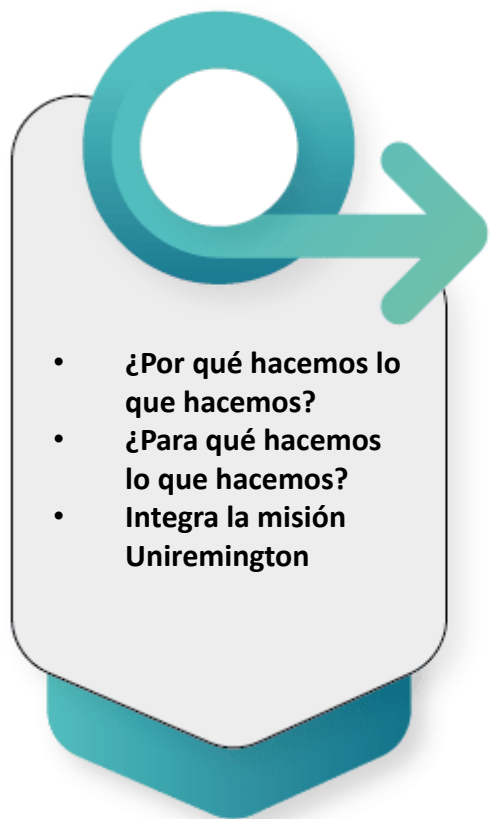 • ¿Por qué hacemos lo
que hacemos?
• ¿Para qué hacemos
lo que hacemos?
• Integra la misión
Uniremington